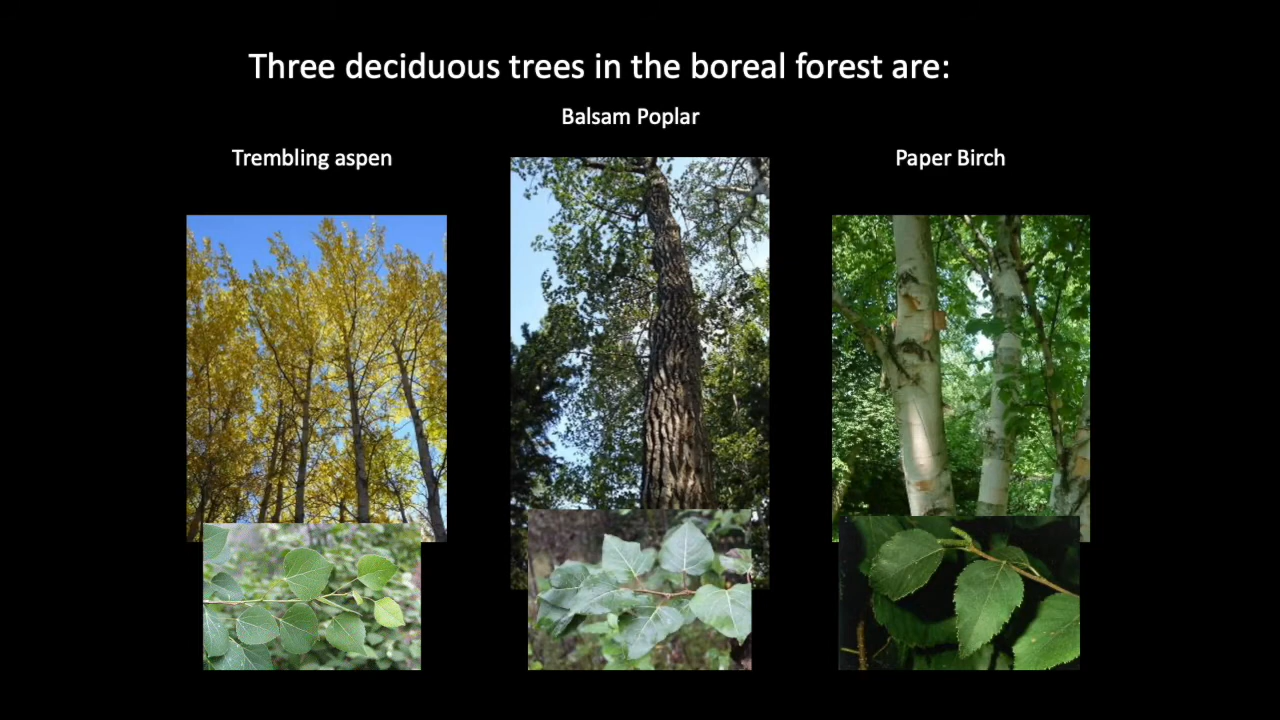 Three deciduous trees in the boreal forest are:
Balsam Poplar
Trembling aspen
Paper Birch